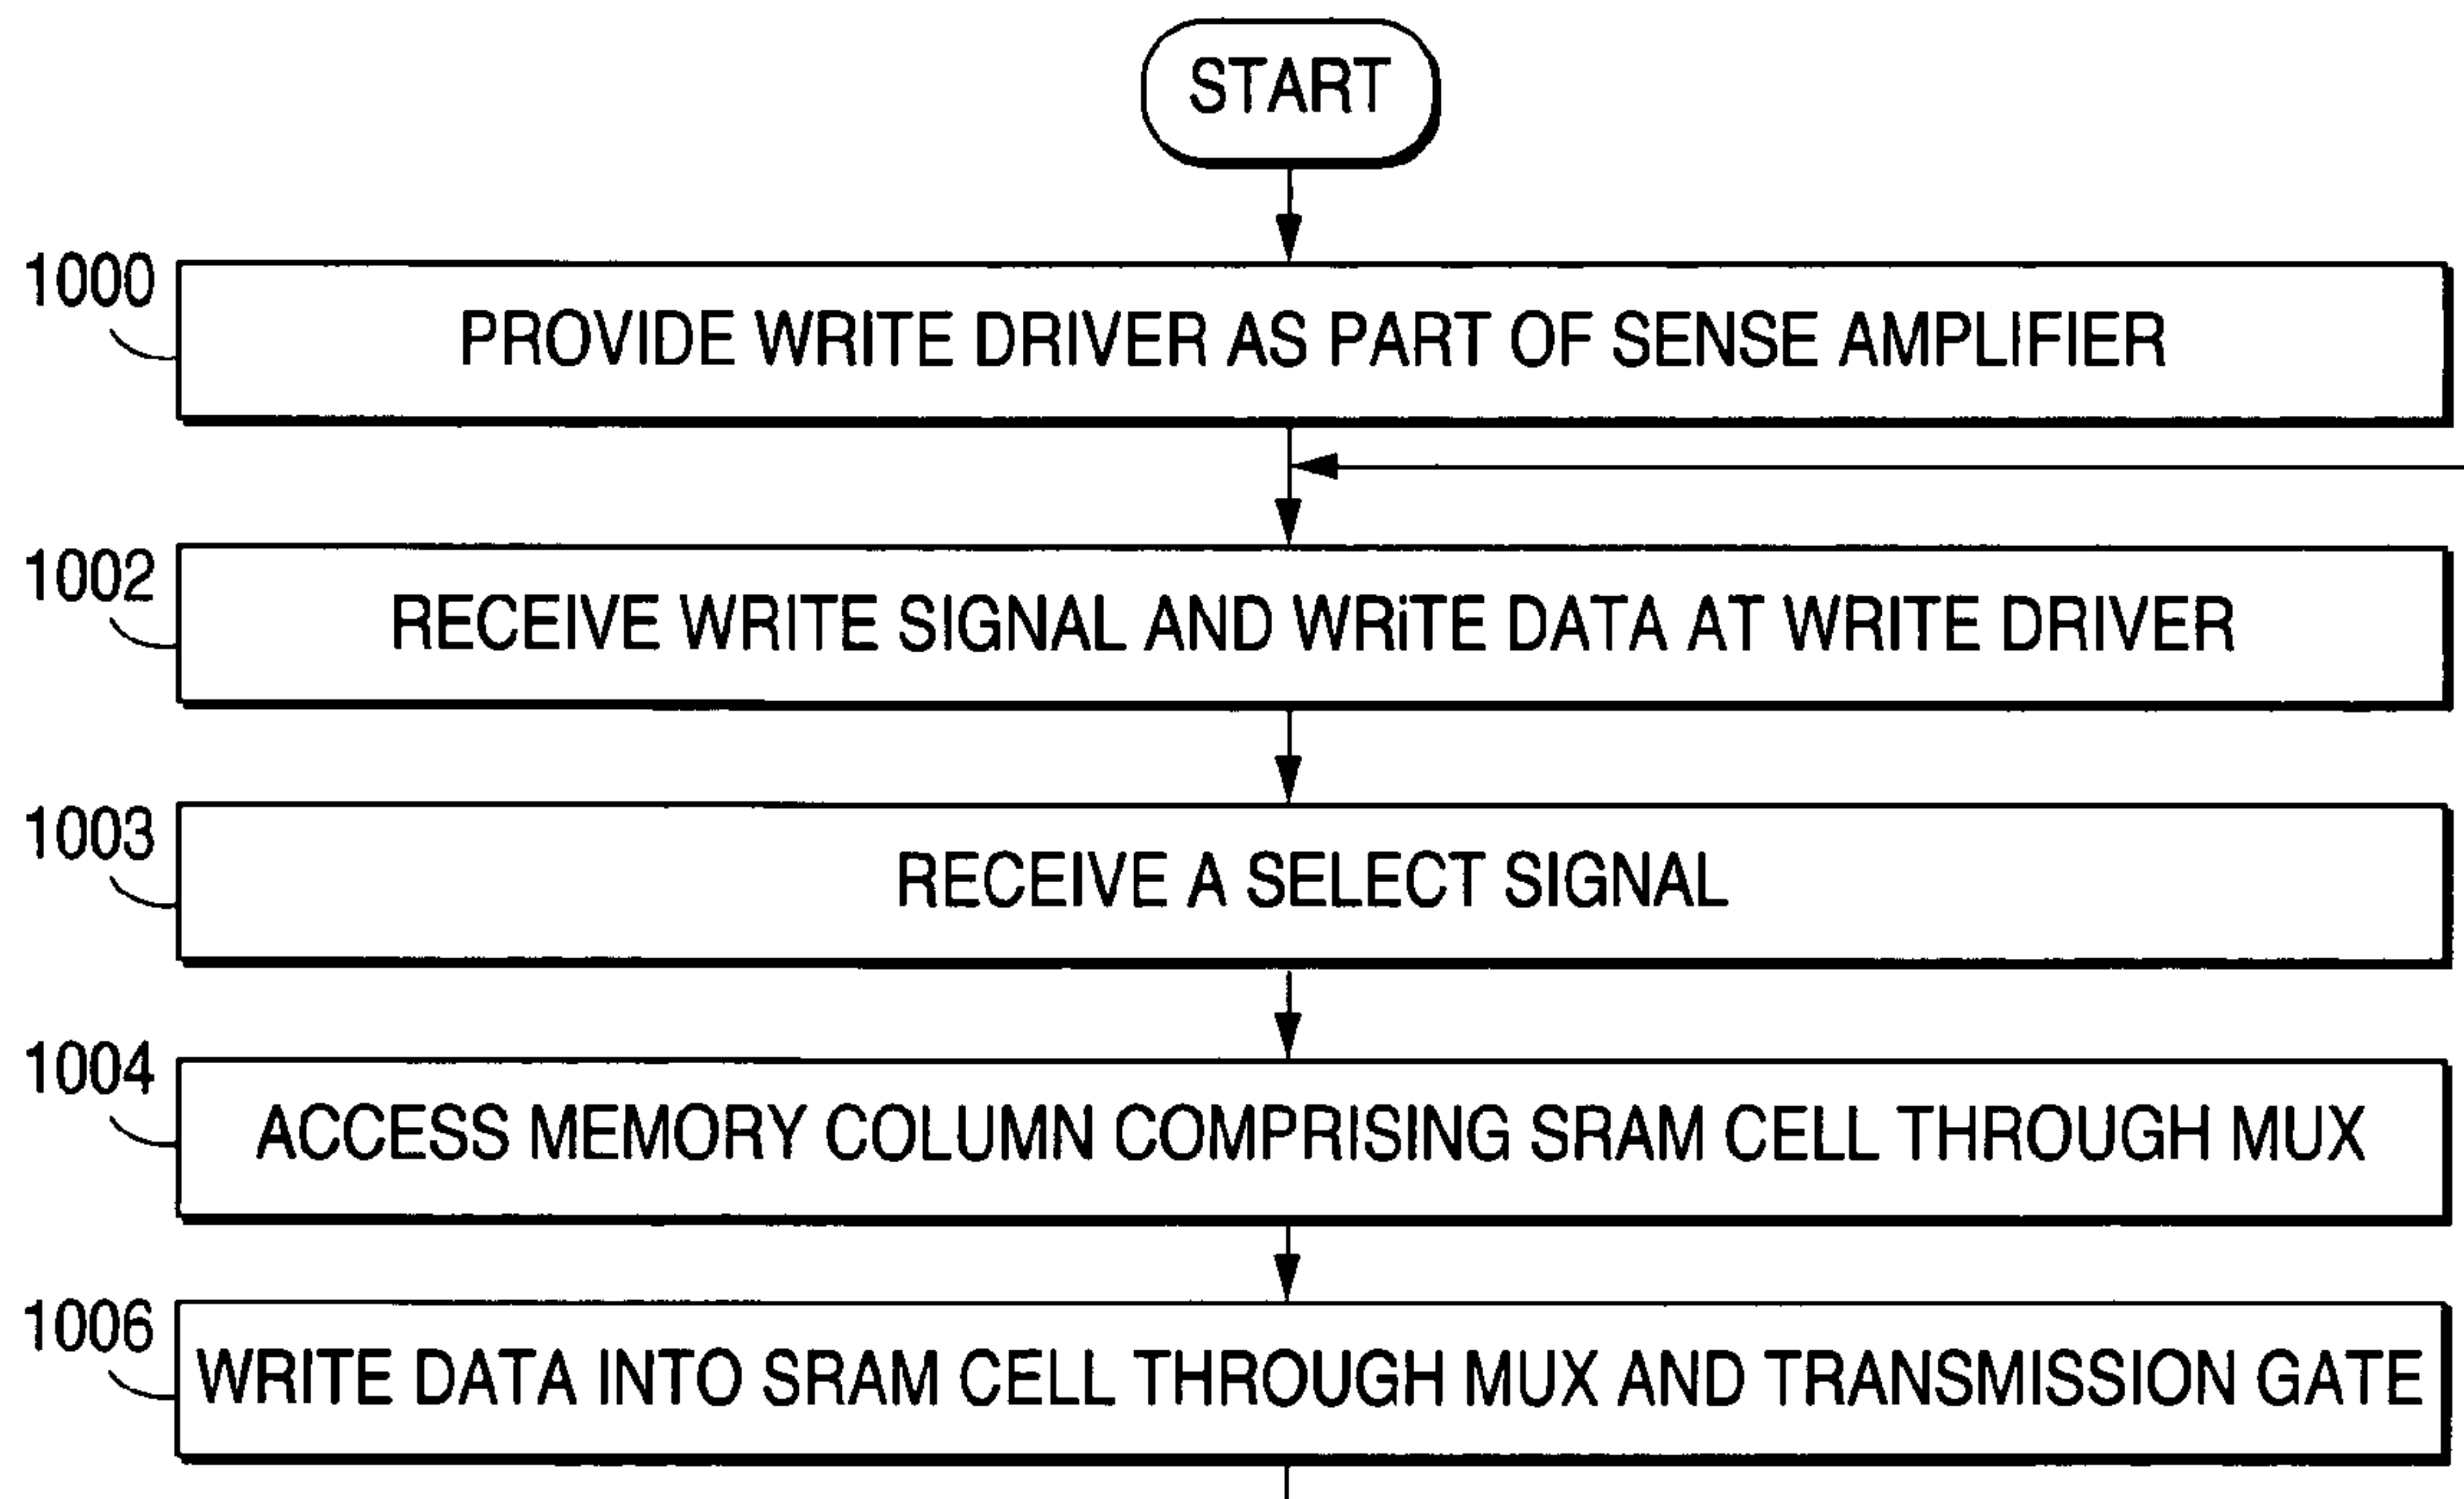 START
1000
PROVIDE WRITE DRIVER AS PART OF SENSE AMPLIFIER
1002
RECEIVE WRITE SIGNAL AND WRITE DATA AT WRITE DRIVER
1003
RECEIVE A SELECT SIGNAL
1004
ACCESS MEMORY COLUMN COMPRISING SRAM CELL THROUGH MUX
1006
WRITE DATA INTO SRAM CELL THROUGH MUX AND TRANSMISSION GATE